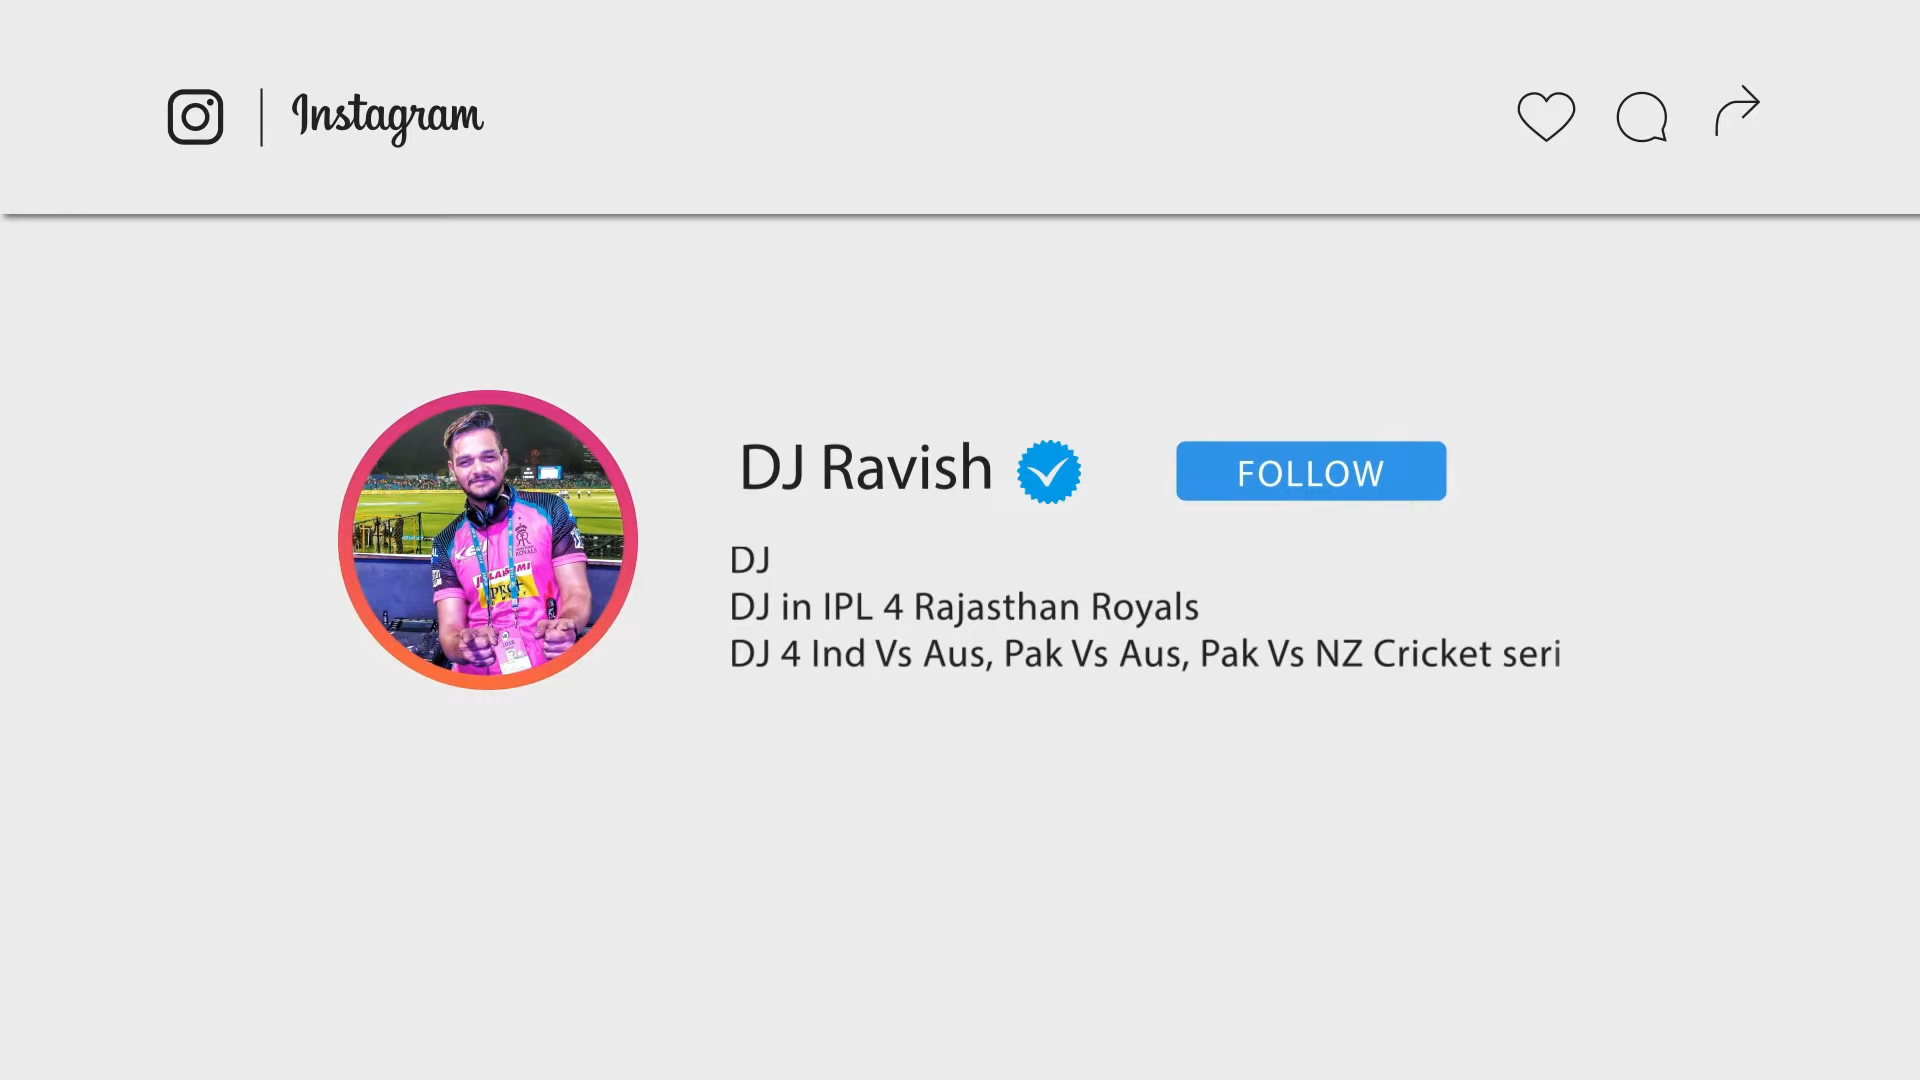 Instagram
DJ Ravish
FOLLOW
DJ
DJ in IPL 4 Rajasthan Royals
DJ 4 Ind Vs Aus, Pak Vs Aus, Pak Vs NZ Cricket seri
ROYALS